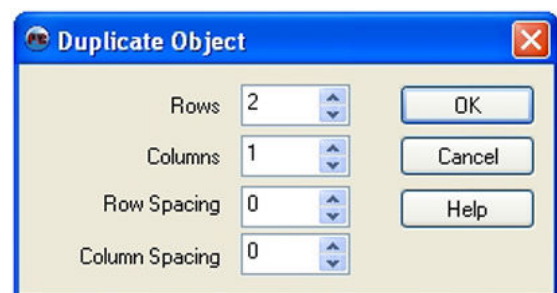 Duplicate Object
Rows 2 OK
Columns 1 Cancel
Row Spacing 0 Help
Column Spacing 0